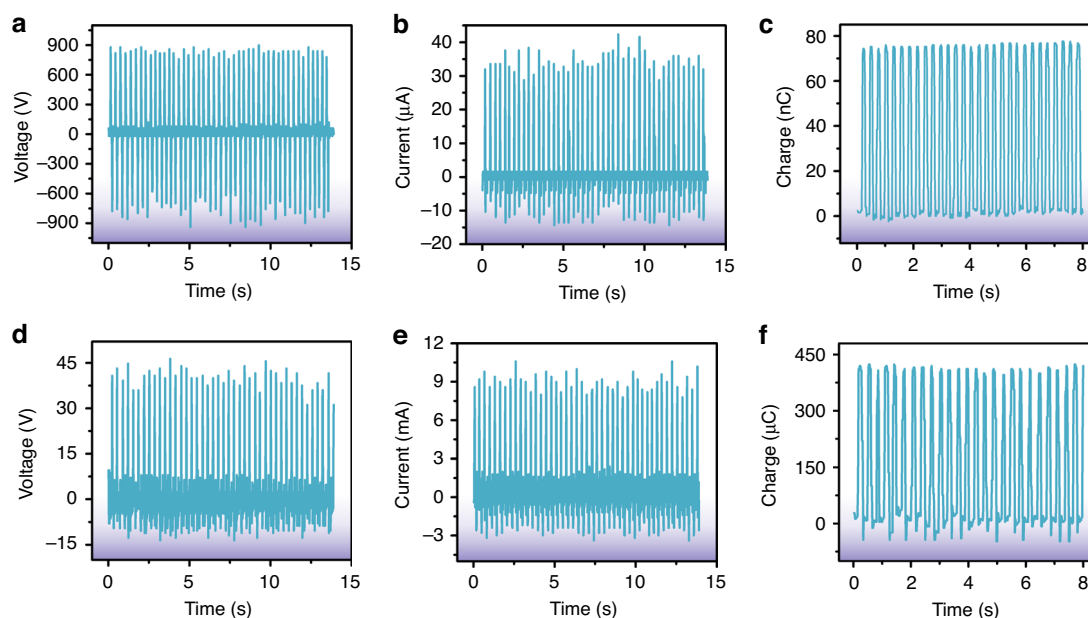 a
900
600
300
0
–300
–600
–900
Voltage (V)
0 5 10 15
Time (s)
b
40
30
20
10
0
–10
–20
Current (μA)
0 5 10 15
Time (s)
c
80
60
40
20
0
Charge (nC)
0 2 4 6 8
Time (s)
d
45
30
15
0
–15
Voltage (V)
0 5 10 15
Time (s)
e
12
9
6
3
0
–3
Current (mA)
0 5 10 15
Time (s)
f
450
300
150
0
Charge (μC)
0 2 4 6 8
Time (s)